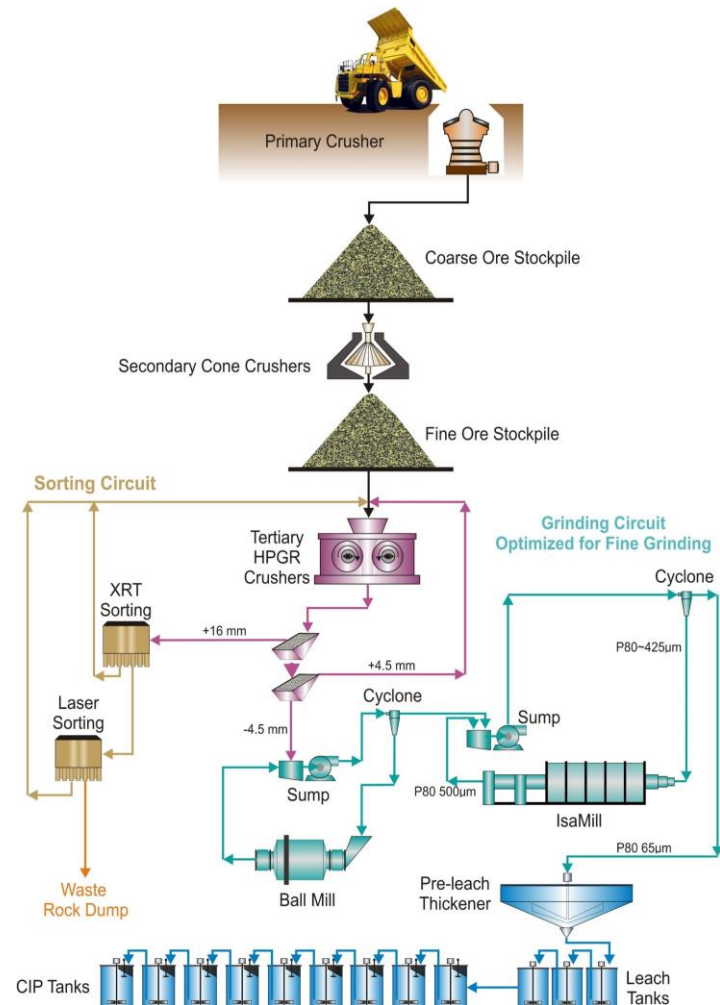 Primary Crusher
Coarse Ore Stockpile
Secondary Cone Crushers
Fine Ore Stockpile
Sorting Circuit
Tertiary
HPGR
Crushers
Grinding Circuit
Optimized for Fine Grinding
XRT
Sorting
+16 mm
+4.5 mm
Cyclone
P80~425µm
Laser
Sorting
-4.5 mm
Cyclone
Sump
Sump
P80 500µm
IsaMill
Waste
Rock Dump
Ball Mill
P80 65µm
Pre-leach
Thickener
CIP Tanks
Leach
Tanks